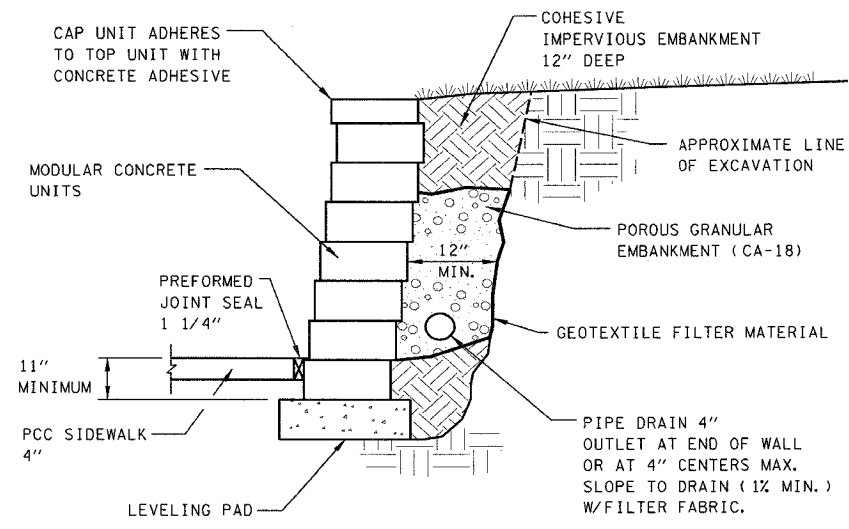 CAP UNIT ADHERES
TO TOP UNIT WITH
CONCRETE ADHESIVE
COHESIVE
IMPERVIOUS EMBANKMENT
12" DEEP
MODULAR CONCRETE
UNITS
APPROXIMATE LINE
OF EXCAVATION
POROUS GRANULAR
EMBANKMENT (CA-18)
12"
MIN.
PREFORMED
JOINT SEAL
1 1/4"
GEOTEXTILE FILTER MATERIAL
11"
MINIMUM
PCC SIDEWALK
4"
PIPE DRAIN 4"
OUTLET AT END OF WALL
OR AT 4" CENTERS MAX.
SLOPE TO DRAIN (1% MIN.)
W/FILTER FABRIC.
LEVELING PAD